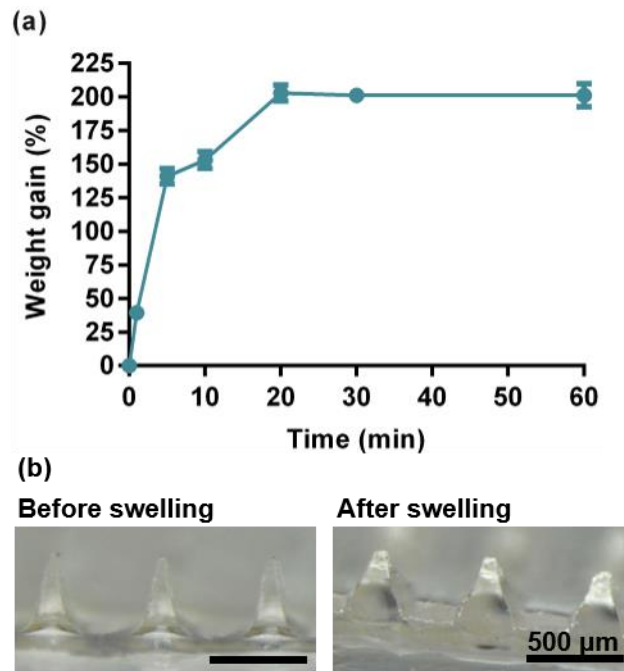 (a)
225
200
175
150
125
100
75
50
25
0
Weight gain (%)
0 10 20 30 40 50 60
Time (min)
(b)
Before swelling After swelling
500 µm